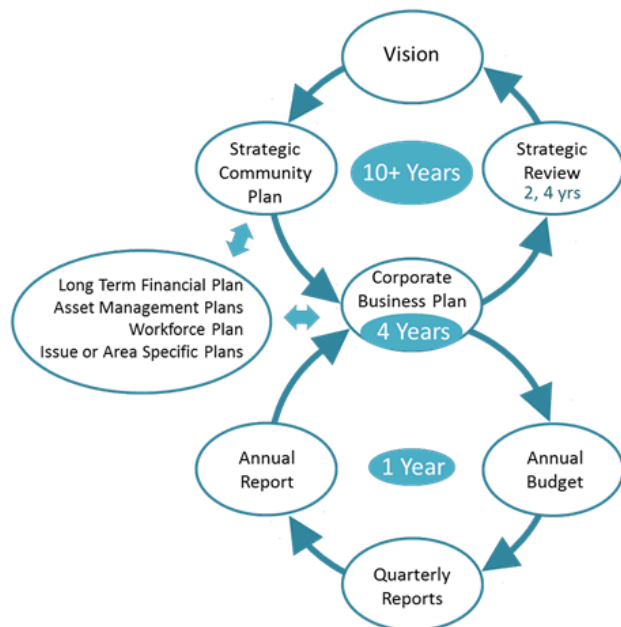 Vision
Strategic
Community
Plan
10+ Years
Strategic
Review
2, 4 yrs
Long Term Financial Plan
Asset Management Plans
Workforce Plan
Issue or Area Specific Plans
Corporate
Business Plan
4 Years
Annual
Report
1 Year
Annual
Budget
Quarterly
Reports